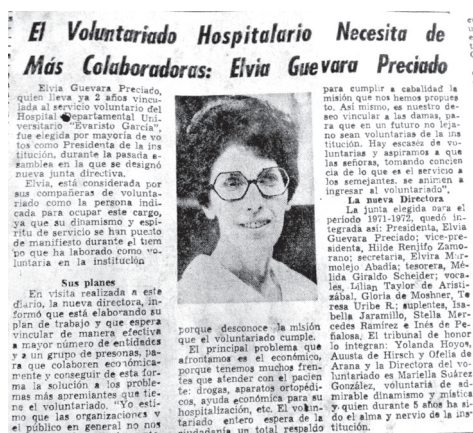 El Voluntariado Hospitalario Necesita de
Más Colaboradoras: Elvia Guevara Preciado
Elvia Guevara Preciado,
quien lleva ya 2 años vincu
lada al servicio voluntario del
Hospital Departamental Uni-
versitario "Evaristo García",
fue elegida por mayoría de vo
tos como Presidenta de la ins
titución, durante la pasada
asamblea en la que se designó
nueva junta directiva.
Elvia, está considerada por
sus compañeras de volunta-
riado como la persona indi-
cada para ocupar este cargo,
ya que su dinamismo y espí-
ritu de servicio se han puesto
de manifiesto durante el tiem
po que ha laborado como vo-
luntaria en la institución
Sus planes
En visita realizada a este
diario, la nueva directora, in-
formó que está elaborando su
plan de trabajo y que espera
vincular de manera efectiva
a mayor número de entidades
y a un grupo de personas, pa-
ra que colaboren económica-
mente y conseguir de esta for
ma la solución a los proble-
mas más apremiantes que tie-
ne el voluntariado. "Yo esti-
mo que las organizaciones y
el público en general no nos
porque desconoce la misión
que el voluntariado cumple.
El principal problema que
afrontamos es el económico,
porque tenemos muchos fren-
tes que atender con el pacien
te: drogas, aparatos ortopédi-
cos, ayuda económica para su
hospitalización, etc. El volun-
tariado entero espera de la
ciudadanía un total respaldo
para cumplir a cabalidad la
misión que nos hemos propues
to. Así mismo, es nuestro de-
seo vincular a las damas, pa-
ra que en un futuro no leja-
no sean voluntarias de la ins
titución. Hay escasez de vo-
luntarias y aspiramos a que
las señoras, tomando concien
cia de lo que es el servicio a
los semejantes, se animen a
ingresar al voluntariado".
La nueva Directora
La junta elegida para el
período 1971-1972, quedó in-
tegrada así: Presidenta, Elvia
Guevara Preciado; vice-pre-
sidenta, Hilde Renjifo Zamo-
rano; secretaria, Elvira Mar-
molejo Abadía; tesorera, Mé-
lida Giraldo Scheider; voca-
les, Lilian Taylor de Aristi-
zábal, Gloria de Moshner, Te-
resa Uribe R.; suplentes, Isa-
bella Jaramillo, Stella Mer-
cedes Ramírez e Inés de Pe-
ñalosa; El tribunal de honor
lo integran: Yolanda Hoyos,
Auusta de Hirsch y Ofelia de
Arana y la Directora del Vo-
luntariado es Mariella Suárez
González, voluntaria de ad-
mirable dinamismo y mística
y quien durante 5 años ha si-
do el alma y nervio de la ins
titución.